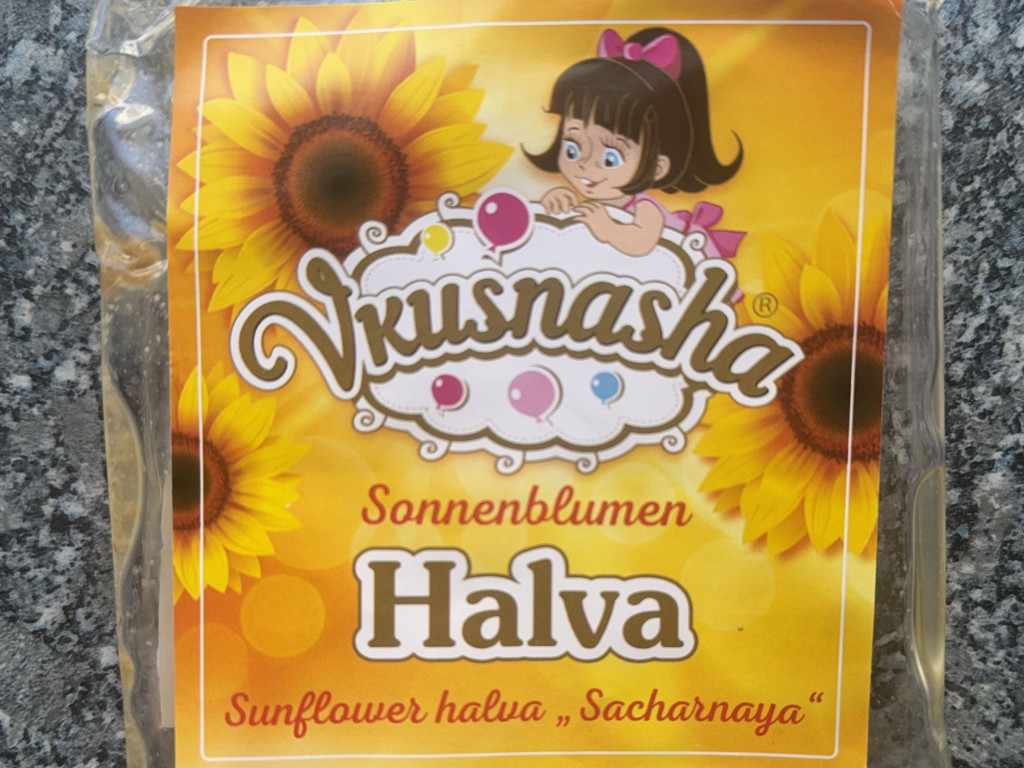 Vkusnasha ®
Sonnenblumen
Halva
Sunflower halva „Sacharnaya“